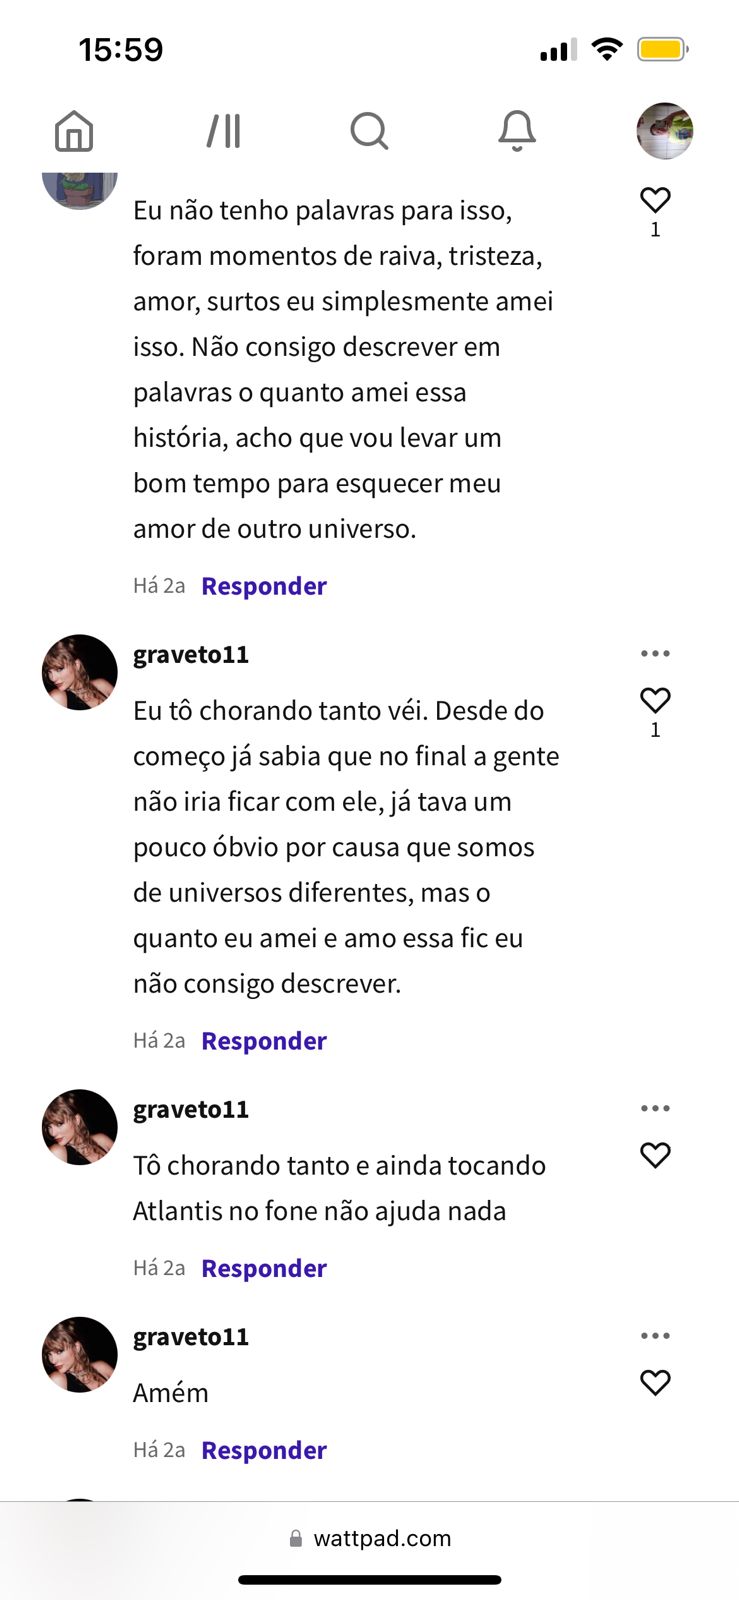 15:59
Eu não tenho palavras para isso,
foram momentos de raiva, tristeza,
amor, surtos eu simplesmente amei
isso. Não consigo descrever em
palavras o quanto amei essa
história, acho que vou levar um
bom tempo para esquecer meu
amor de outro universo.
1
Há 2a Responder
graveto11
Eu tô chorando tanto véi. Desde do
começo já sabia que no final a gente
não iria ficar com ele, já tava um
pouco óbvio por causa que somos
de universos diferentes, mas o
quanto eu amei e amo essa fic eu
não consigo descrever.
1
Há 2a Responder
graveto11
Tô chorando tanto e ainda tocando
Atlantis no fone não ajuda nada
Há 2a Responder
graveto11
Amém
Há 2a Responder
wattpad.com